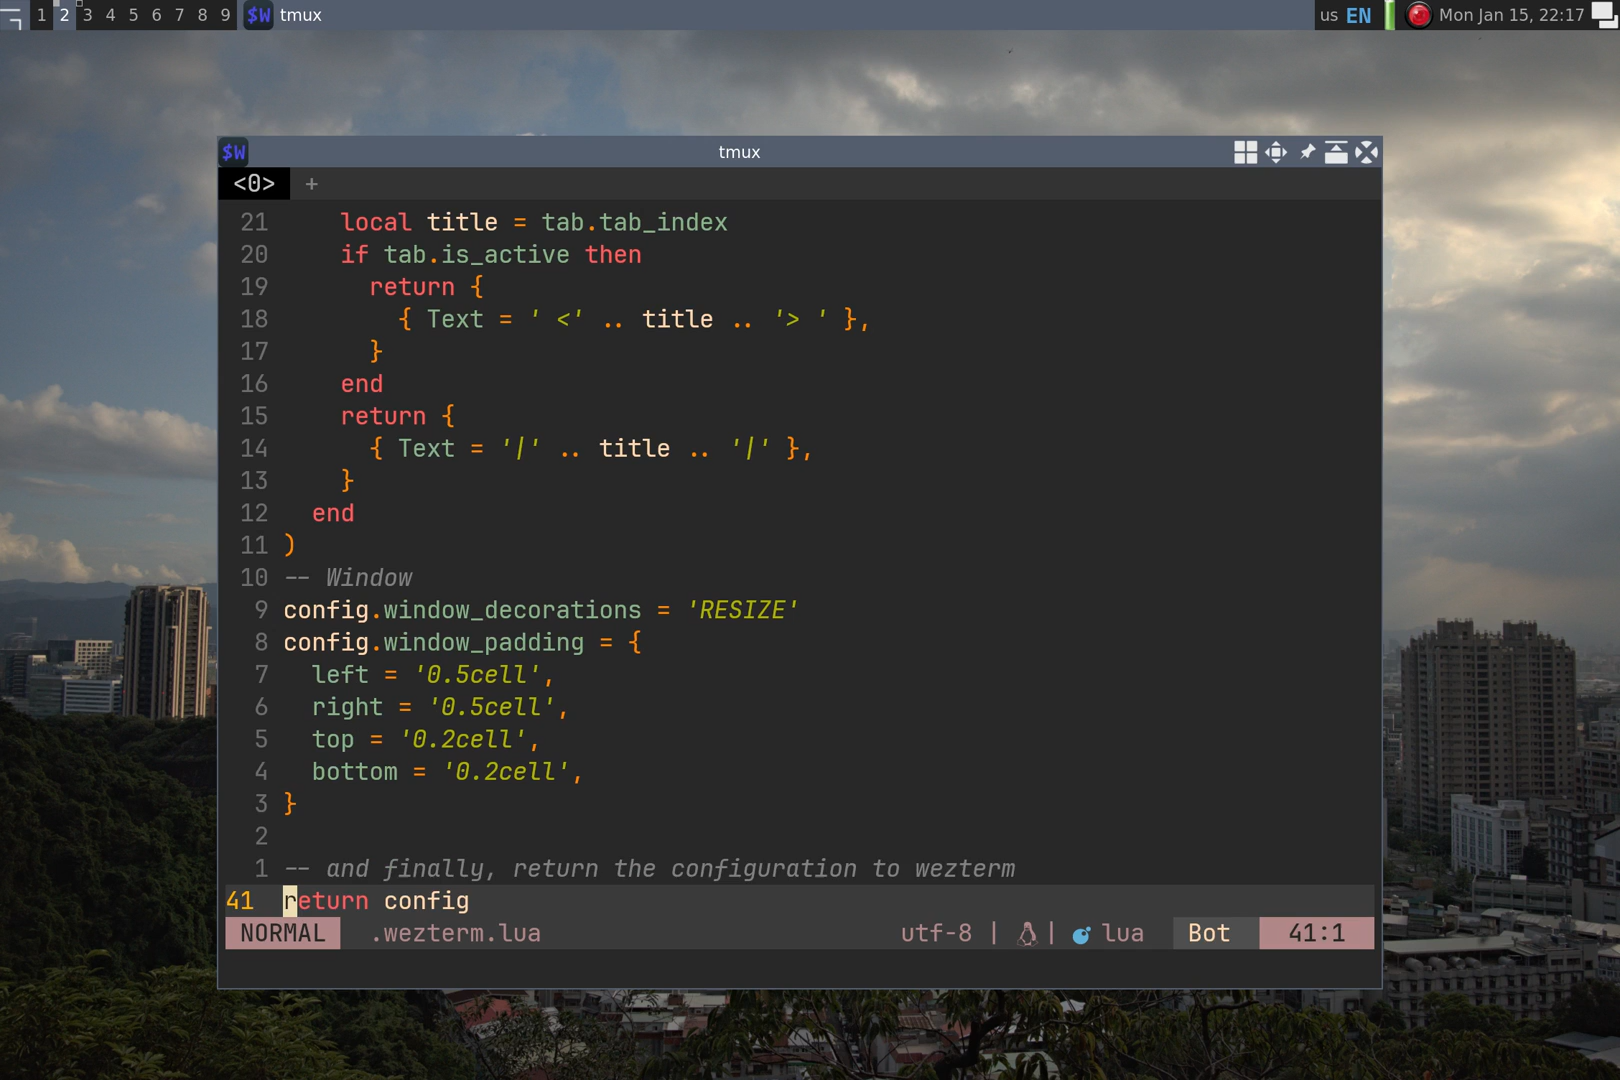 1 2 3 4 5 6 7 8 9 $W tmux us EN Mon Jan 15, 22:17
$W tmux
<0> +
21 local title = tab.tab_index
20 if tab.is_active then
19 return {
18 { Text = ' <' .. title .. '> ' },
17 }
16 end
15 return {
14 { Text = '|' .. title .. '|' },
13 }
12 end
11 )
10 -- Window
9 config.window_decorations = 'RESIZE'
8 config.window_padding = {
7 left = '0.5cell',
6 right = '0.5cell',
5 top = '0.2cell',
4 bottom = '0.2cell',
3 }
2
1 -- and finally, return the configuration to wezterm
41 return config
NORMAL .wezterm.lua utf-8 | | lua Bot 41:1